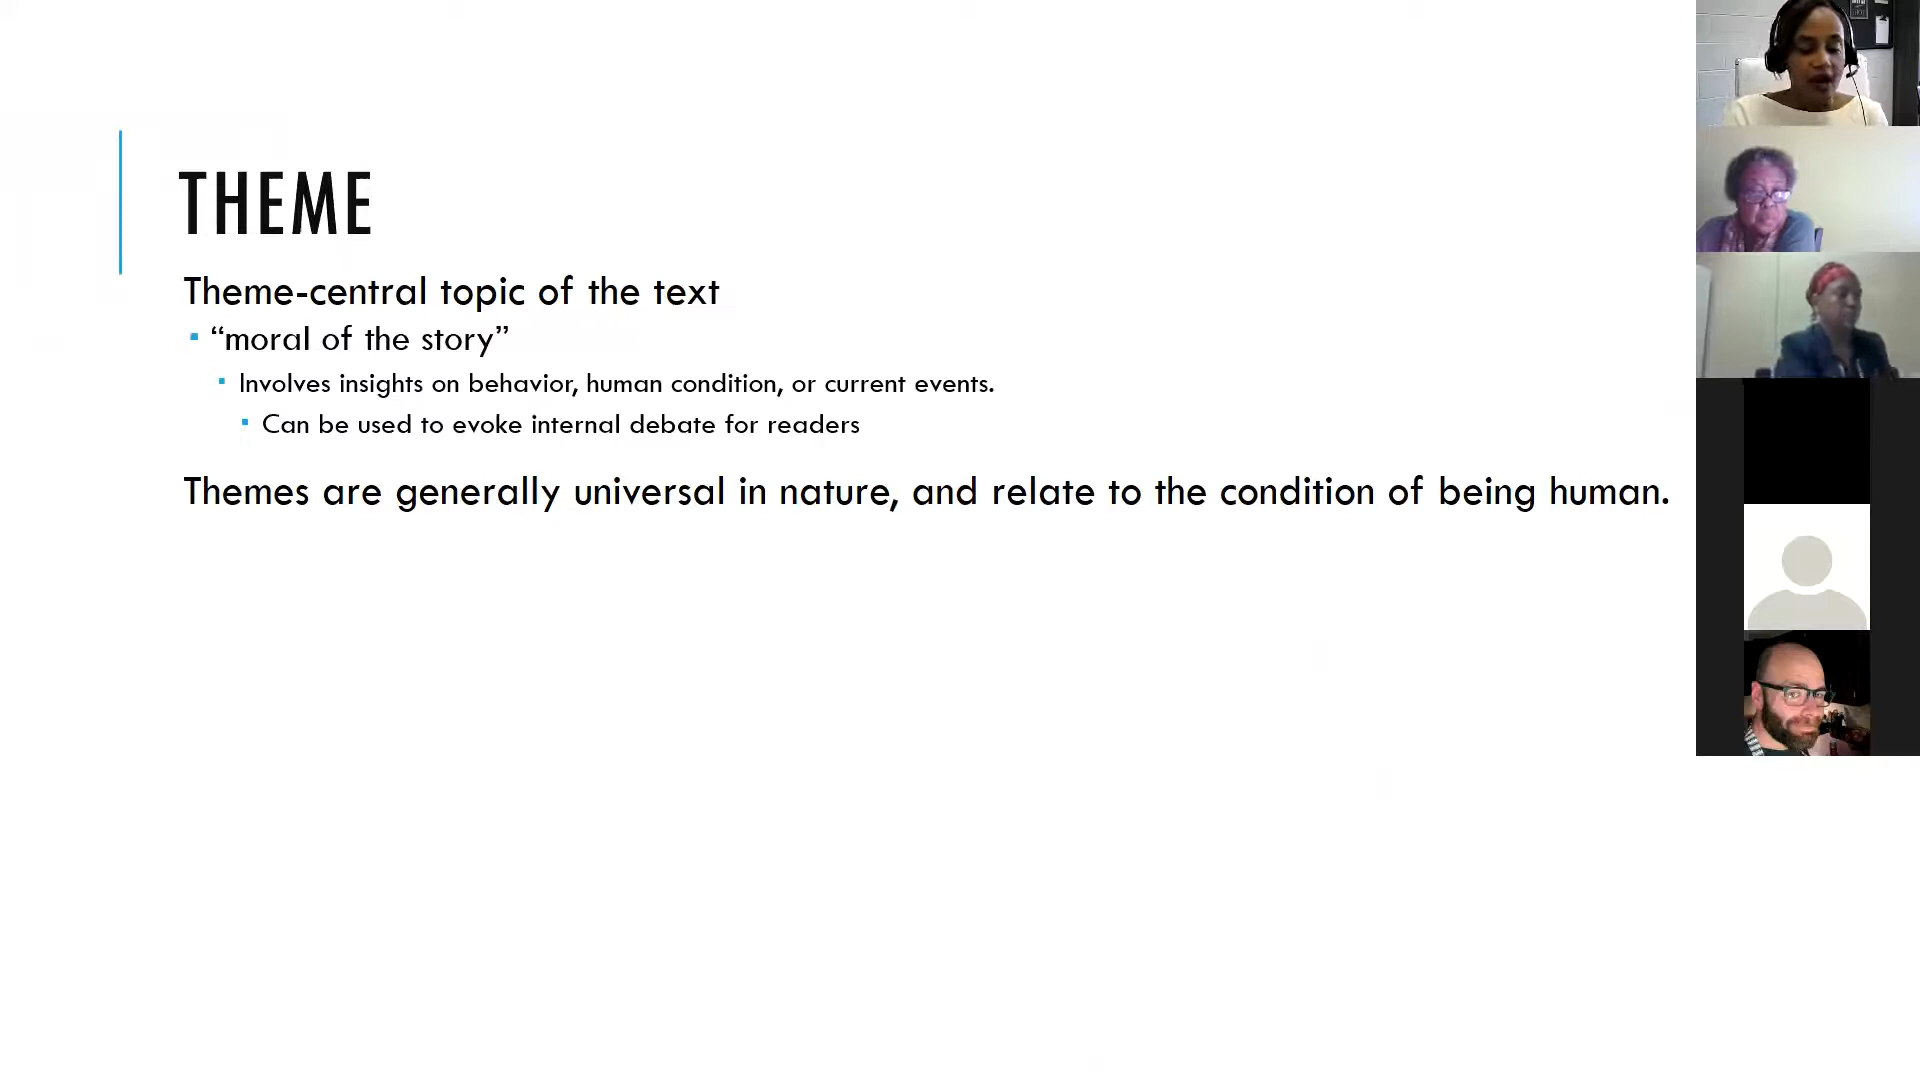 THEME
Theme-central topic of the text
▪ “moral of the story”
▪ Involves insights on behavior, human condition, or current events.
▪ Can be used to evoke internal debate for readers
Themes are generally universal in nature, and relate to the condition of being human.